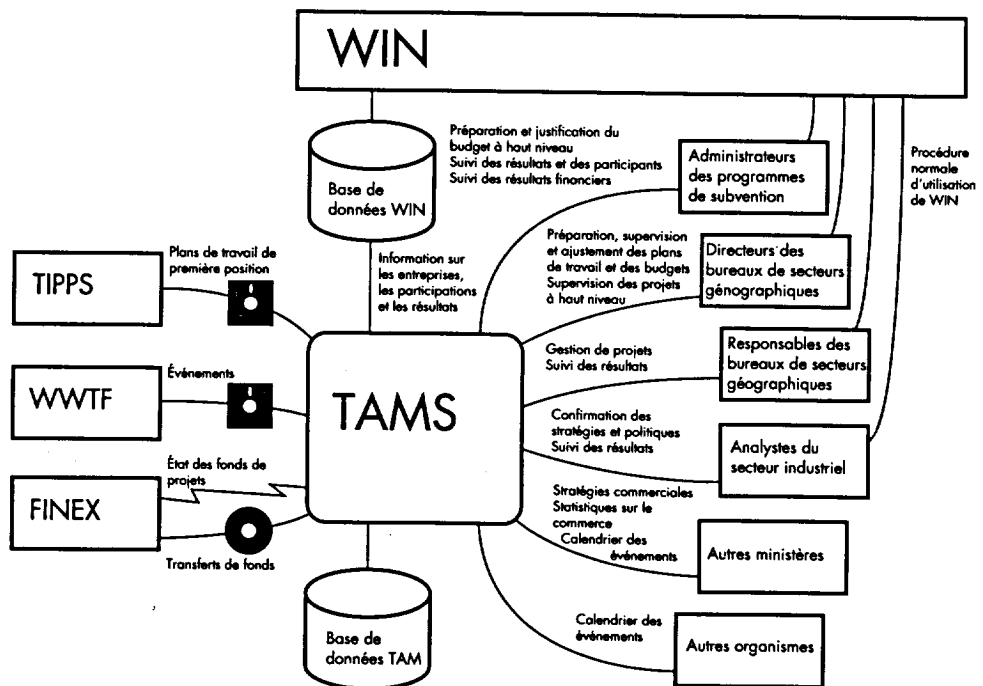 WIN
Préparation et justification du
budget à haut niveau
Suivi des résultats et des participants
Suivi des résultats financiers
Administrateurs
des programmes
de subvention
Procédure
normale
d'utilisation
de WIN
Base de
données WIN
Préparation, supervision
et ajustement des plans
de travail et des budgets
Supervision des projets
à haut niveau
Directeurs des
bureaux de secteurs
génographiques
Plans de travail de
première position
TIPPS
Information sur
les entreprises,
les participations
et les résultats
Gestion de projets
Suivi des résultats
Responsables des
bureaux de secteurs
géographiques
Événements
WWTF
TAMS
Confirmation des
stratégies et politiques
Suivi des résultats
Analystes du
secteur industriel
État des fonds de
projets
FINEX
Transferts de fonds
Stratégies commerciales
Statistiques sur le
commerce
Calendrier des
événements
Autres ministères
Base de
données TAM
Calendrier des
événements
Autres organismes